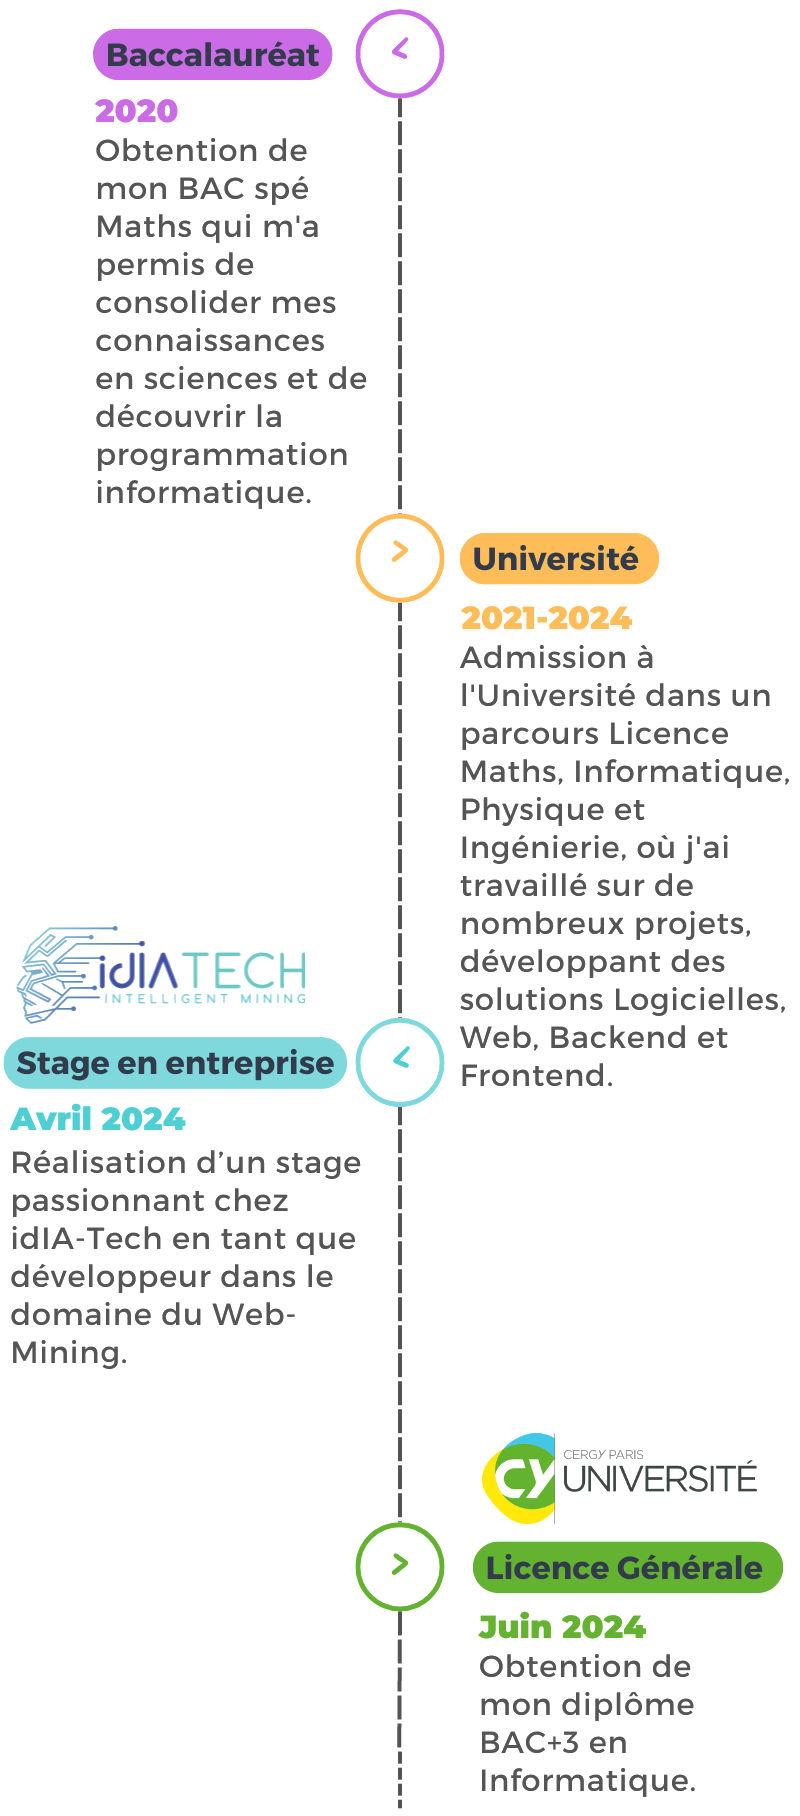 Baccalauréat
2020
Obtention de
mon BAC spé
Maths qui m'a
permis de
consolider mes
connaissances
en sciences et de
découvrir la
programmation
informatique.
Université
2021-2024
Admission à
l'Université dans un
parcours Licence
Maths, Informatique,
Physique et
Ingénierie, où j'ai
travaillé sur de
nombreux projets,
développant des
solutions Logicielles,
Web, Backend et
Frontend.
idIATECH
INTELLIGENT MINING
Stage en entreprise
Avril 2024
Réalisation d’un stage
passionnant chez
idIA-Tech en tant que
développeur dans le
domaine du Web-
Mining.
CY
CERGY PARIS
UNIVERSITÉ
Licence Générale
Juin 2024
Obtention de
mon diplôme
BAC+3 en
Informatique.